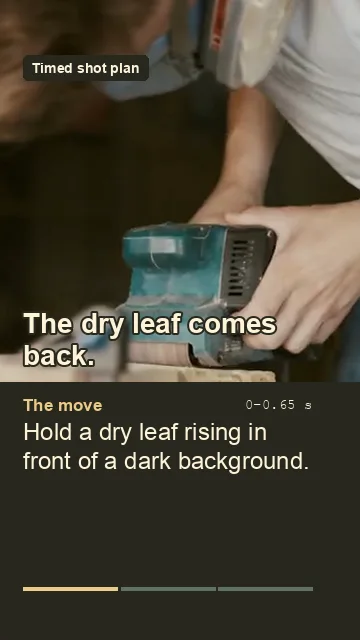 Timed shot plan
The dry leaf comes
back.
The move
0–0.65 s
Hold a dry leaf rising in
front of a dark background.